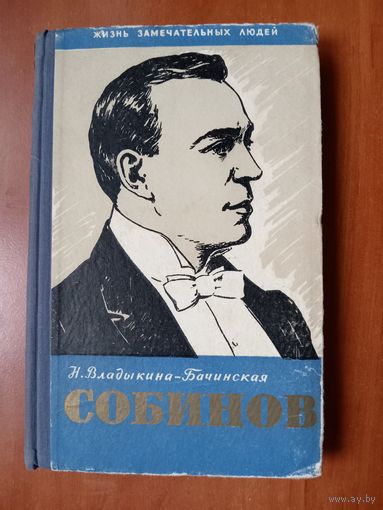 ЖИЗНЬ ЗАМЕЧАТЕЛЬНЫХ ЛЮДЕЙ
Н. Владыкина-Бачинская
СОБИНОВ
www.ay.by